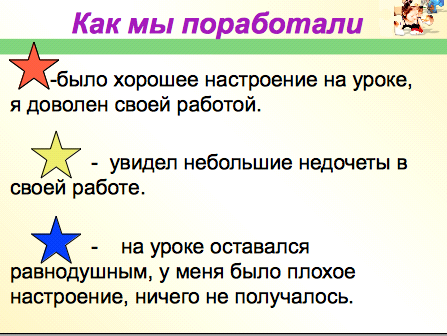 Как мы поработали
-было хорошее настроение на уроке,
я доволен своей работой.
- увидел небольшие недочеты в
своей работе.
- на уроке оставался
равнодушным, у меня было плохое
настроение, ничего не получалось.